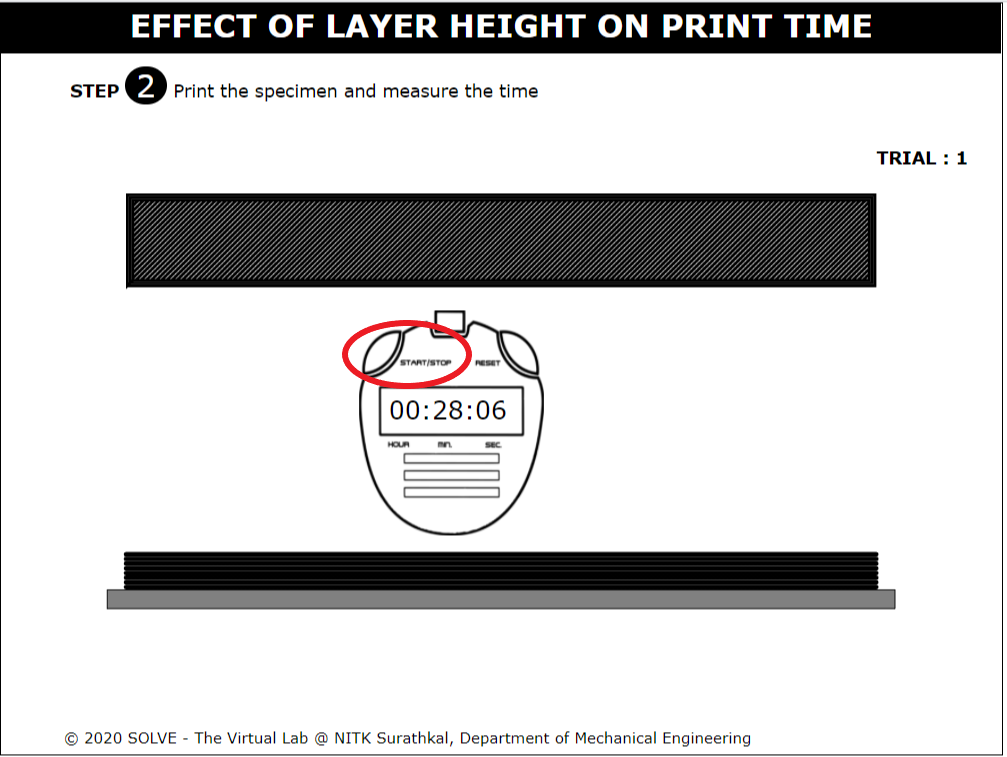 EFFECT OF LAYER HEIGHT ON PRINT TIME
STEP 2 Print the specimen and measure the time
TRIAL : 1
START/STOP RESET
00:28:06
HOUR min. SEC.
© 2020 SOLVE - The Virtual Lab @ NITK Surathkal, Department of Mechanical Engineering